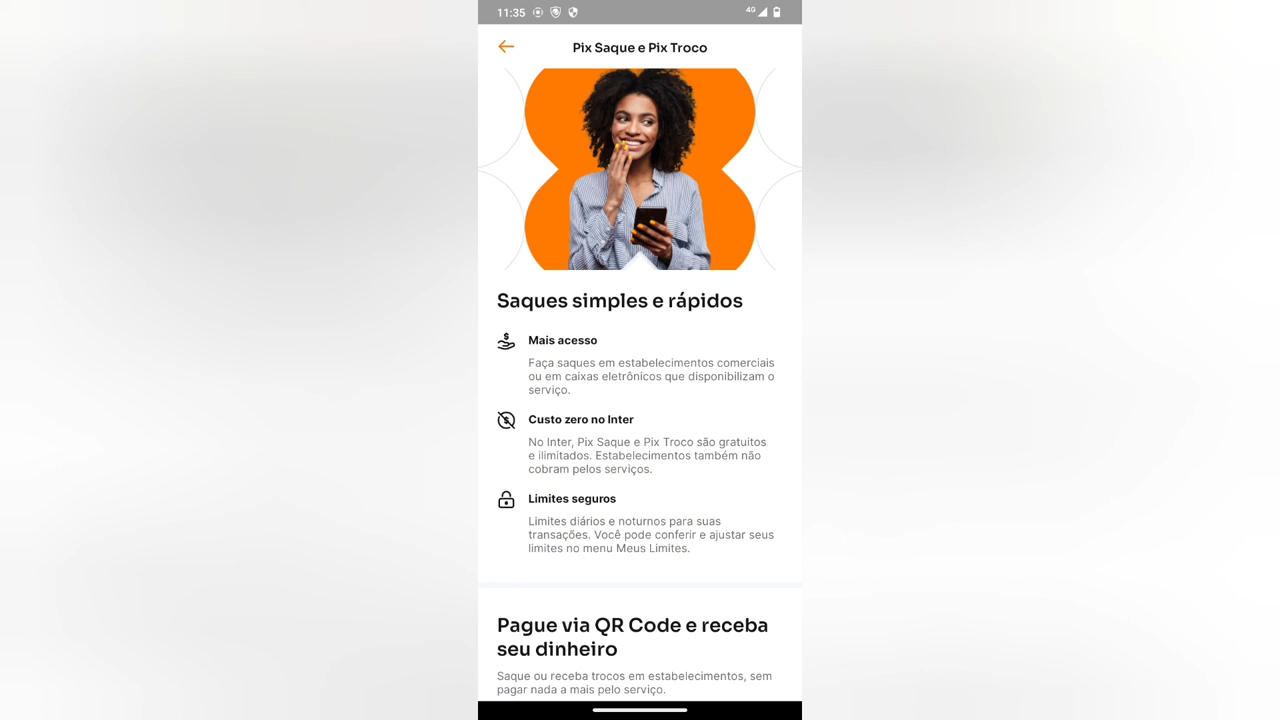 11:35
4G
Pix Saque e Pix Troco
Saques simples e rápidos
Mais acesso
Faça saques em estabelecimentos comerciais
ou em caixas eletrônicos que disponibilizam o
serviço.
Custo zero no Inter
No Inter, Pix Saque e Pix Troco são gratuitos
e ilimitados. Estabelecimentos também não
cobram pelos serviços.
Limites seguros
Limites diários e noturnos para suas
transações. Você pode conferir e ajustar seus
limites no menu Meus Limites.
Pague via QR Code e receba
seu dinheiro
Saque ou receba trocos em estabelecimentos, sem
pagar nada a mais pelo serviço.